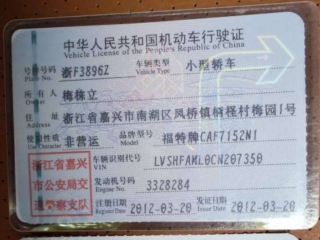 中华人民共和国机动车行驶证
Vehicle License of the People's Republic of China
号牌号码 浙F3896Z 车辆类型 小型轿车
Plate No. Vehicle Type
所有人 梅栋立
Owner
住址 浙江省嘉兴市南湖区凤桥镇 村梅园1号
Address
使用性质 非营运 品牌型号 福特牌CAF7152N1
Use Character Model
浙江省嘉兴 车辆识别代号 LVSHFAML0CN207350
VIN
市公安局交 发动机号码 3328284
Engine No.
通警察支队 注册日期 2012-03-20 发证日期 2012-03-20
Register Date Issue Date